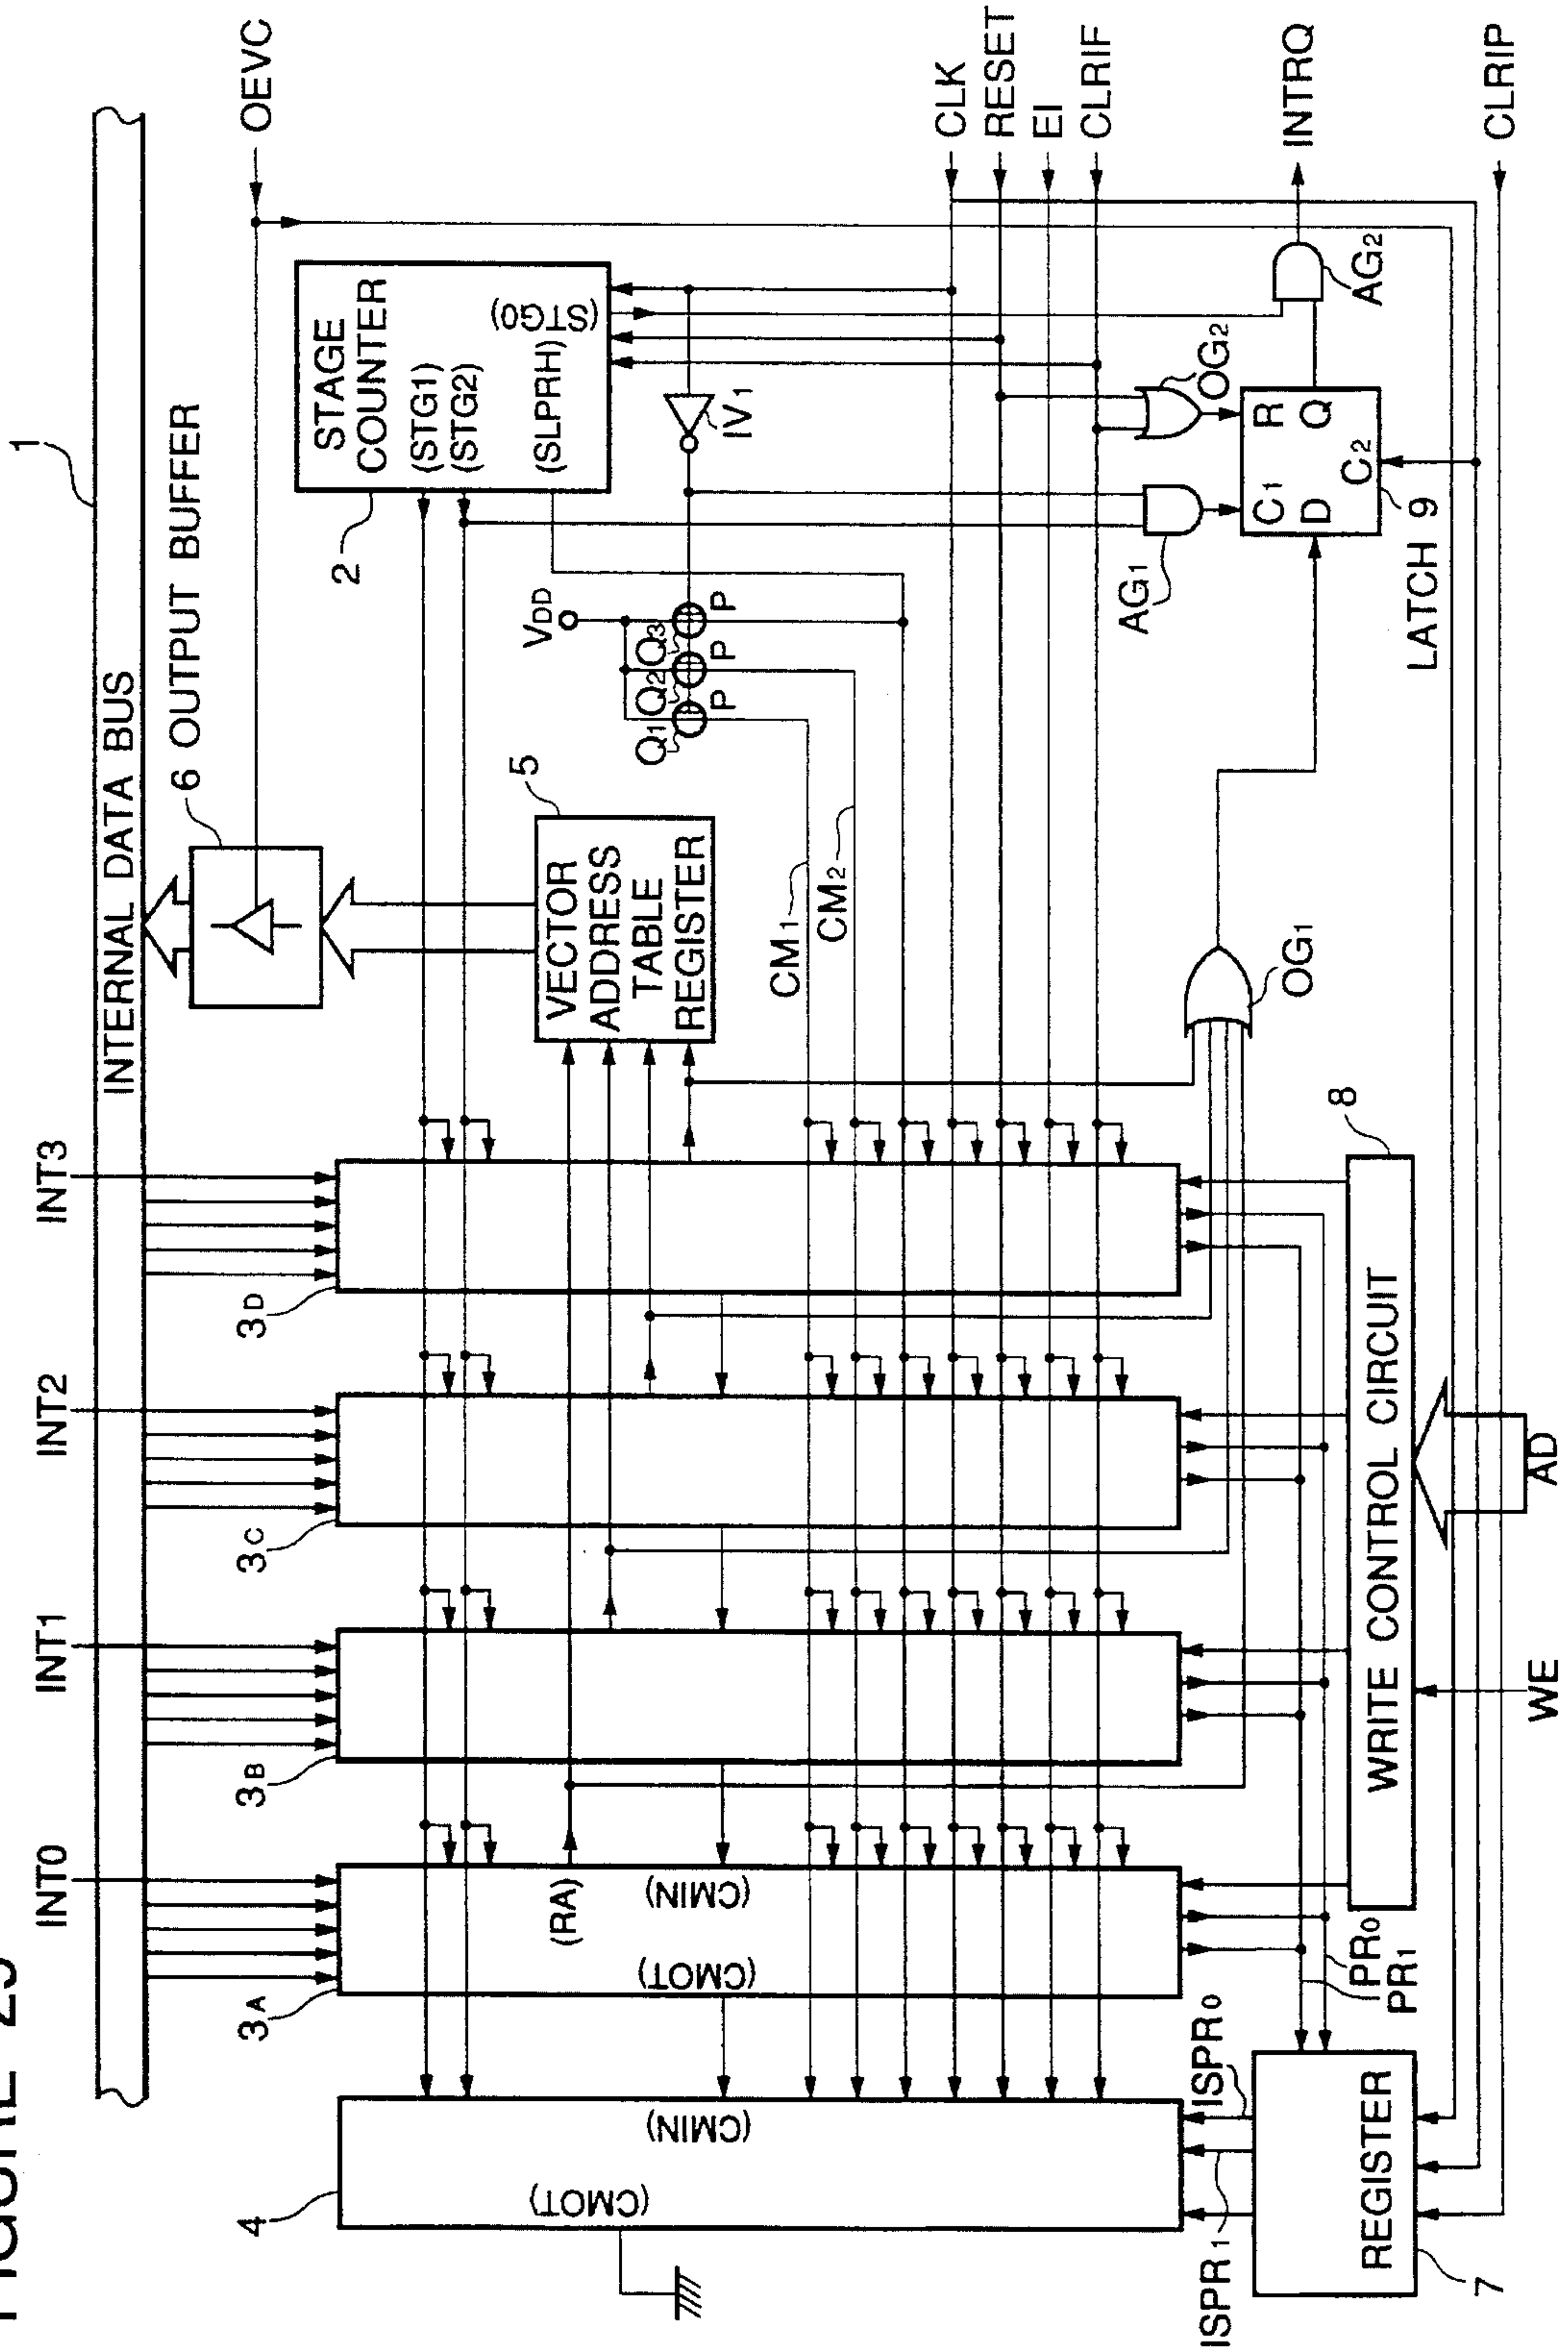 FIGURE 25
INT0
INT1
INT2
INT3
1
INTERNAL DATA BUS
6 OUTPUT BUFFER
OEVC
3A
3B
3C
3D
4
2
STAGE
COUNTER
(STG1)
(STG2)
(STG0)
(SLPRH)
5
VECTOR
ADDRESS
TABLE
REGISTER
(RA)
(CMIN)
(CMOT)
(CMIN)
(CMOT)
VDD
Q1
Q2
Q3
P
P
P
IV1
CM1
CM2
CLK
RESET
EI
CLRIF
INTRQ
CLRIP
AG1
AG2
OG1
OG2
C1
R
D
Q
C2
LATCH 9
8
WRITE CONTROL CIRCUIT
WE
AD
PR0
PR1
ISPR0
ISPR1
REGISTER
7